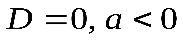 D =0, a < 0